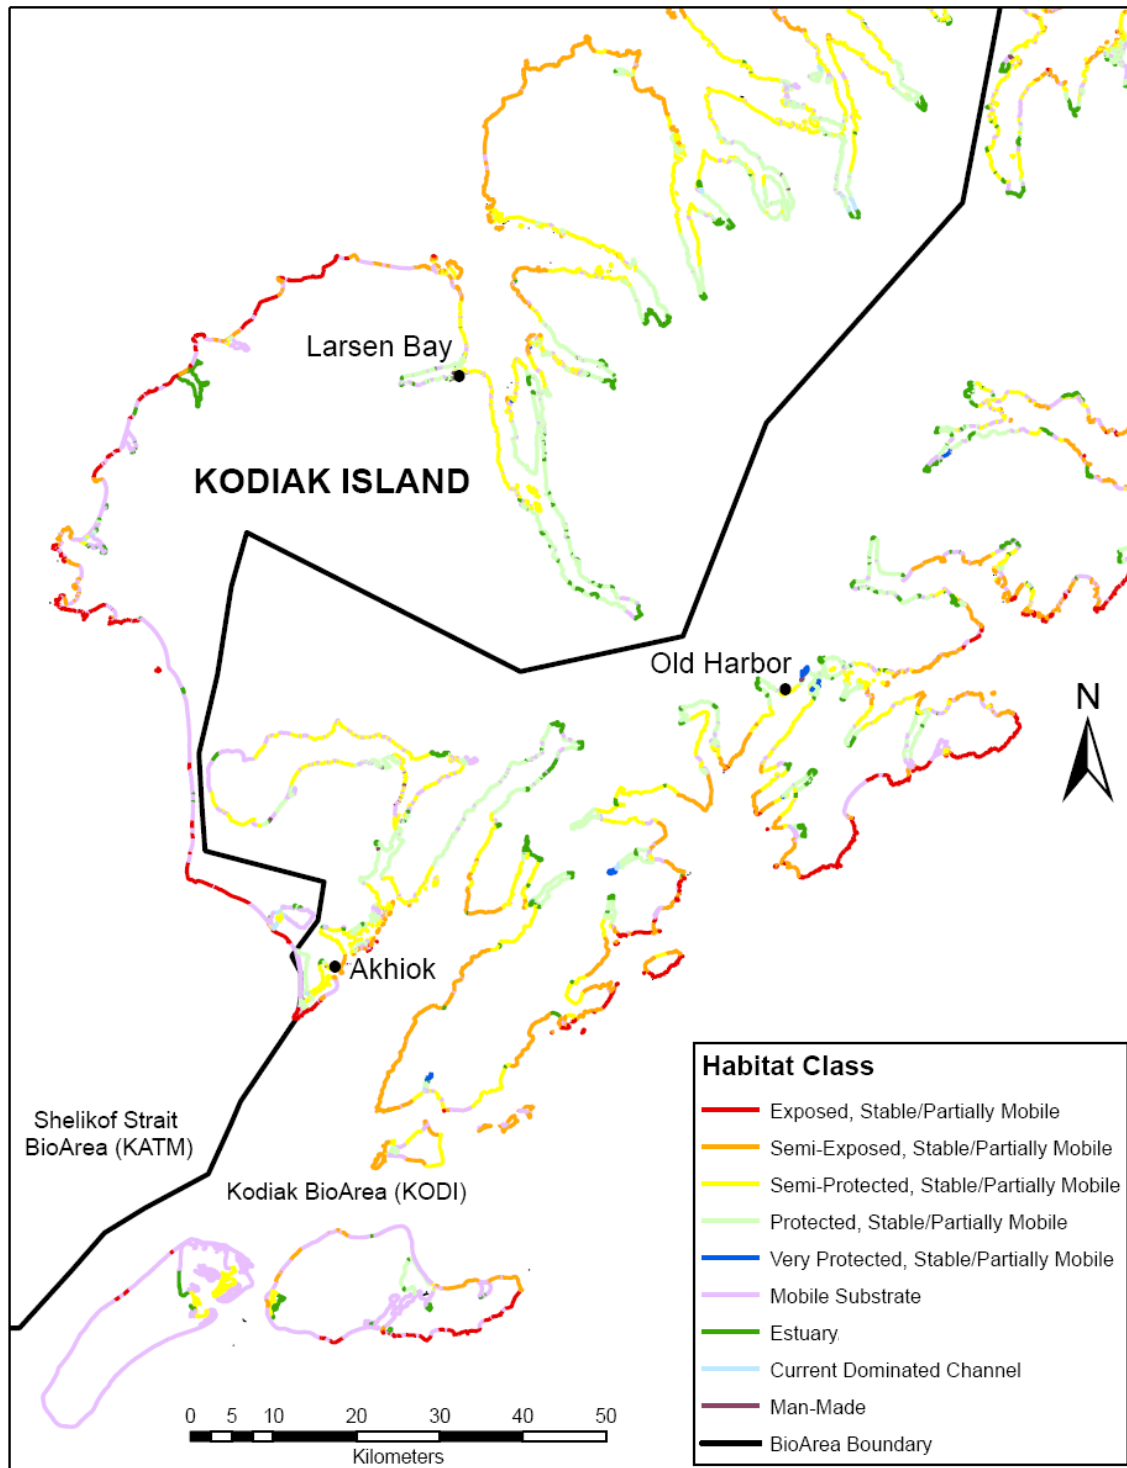 Larsen Bay
KODIAK ISLAND
Old Harbor
N
Akhiok
Shelikof Strait
BioArea (KATM)
Kodiak BioArea (KODI)
Habitat Class
Exposed, Stable/Partially Mobile
Semi-Exposed, Stable/Partially Mobile
Semi-Protected, Stable/Partially Mobile
Protected, Stable/Partially Mobile
Very Protected, Stable/Partially Mobile
Mobile Substrate
Estuary
Current Dominated Channel
Man-Made
BioArea Boundary
0 5 10 20 30 40 50
Kilometers